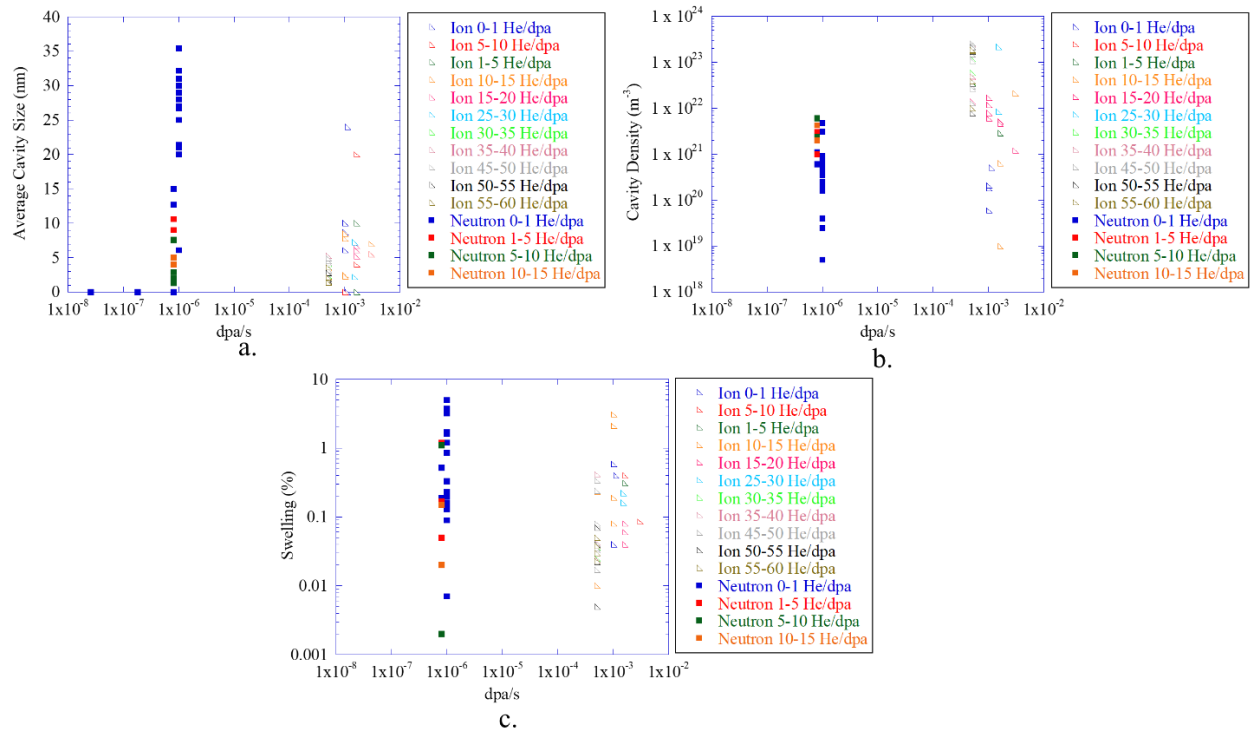 40
35
30
25
20
15
10
5
0
Average Cavity Size (nm)
1x10⁻⁸ 1x10⁻⁷ 1x10⁻⁶ 1x10⁻⁵ 1x10⁻⁴ 1x10⁻³ 1x10⁻²
dpa/s
a.
Ion 0-1 He/dpa
Ion 5-10 He/dpa
Ion 1-5 He/dpa
Ion 10-15 He/dpa
Ion 15-20 He/dpa
Ion 25-30 He/dpa
Ion 30-35 He/dpa
Ion 35-40 He/dpa
Ion 45-50 He/dpa
Ion 50-55 He/dpa
Ion 55-60 He/dpa
Neutron 0-1 He/dpa
Neutron 1-5 He/dpa
Neutron 5-10 He/dpa
Neutron 10-15 He/dpa
1 x 10²⁴
1 x 10²³
1 x 10²²
1 x 10²¹
1 x 10²⁰
1 x 10¹⁹
1 x 10¹⁸
Cavity Density (m⁻³)
1x10⁻⁸ 1x10⁻⁷ 1x10⁻⁶ 1x10⁻⁵ 1x10⁻⁴ 1x10⁻³ 1x10⁻²
dpa/s
b.
Ion 0-1 He/dpa
Ion 5-10 He/dpa
Ion 1-5 He/dpa
Ion 10-15 He/dpa
Ion 15-20 He/dpa
Ion 25-30 He/dpa
Ion 30-35 He/dpa
Ion 35-40 He/dpa
Ion 45-50 He/dpa
Ion 50-55 He/dpa
Ion 55-60 He/dpa
Neutron 0-1 He/dpa
Neutron 1-5 He/dpa
Neutron 5-10 He/dpa
Neutron 10-15 He/dpa
10
1
0.1
0.01
0.001
Swelling (%)
1x10⁻⁸ 1x10⁻⁷ 1x10⁻⁶ 1x10⁻⁵ 1x10⁻⁴ 1x10⁻³ 1x10⁻²
dpa/s
c.
Ion 0-1 He/dpa
Ion 5-10 He/dpa
Ion 1-5 He/dpa
Ion 10-15 He/dpa
Ion 15-20 He/dpa
Ion 25-30 He/dpa
Ion 30-35 He/dpa
Ion 35-40 He/dpa
Ion 45-50 He/dpa
Ion 50-55 He/dpa
Ion 55-60 He/dpa
Neutron 0-1 He/dpa
Neutron 1-5 He/dpa
Neutron 5-10 He/dpa
Neutron 10-15 He/dpa